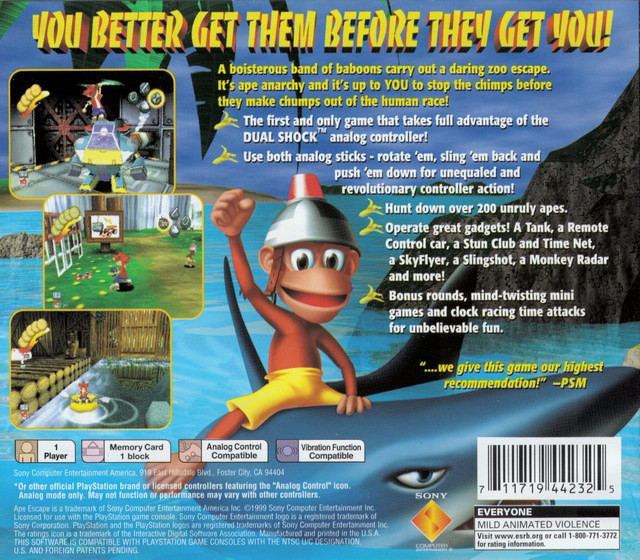 YOU BETTER GET THEM BEFORE THEY GET YOU!
A boisterous band of baboons carry out a daring zoo escape.
It's ape anarchy and it's up to YOU to stop the chimps before
they make chumps out of the human race!
The first and only game that takes full advantage of the
DUAL SHOCK™ analog controller!
Use both analog sticks - rotate 'em, sling 'em back and
push 'em down for unequaled and
revolutionary controller action!
Hunt down over 200 unruly apes.
Operate great gadgets! A Tank, a Remote
Control car, a Stun Club and Time Net,
a SkyFlyer, a Slingshot, a Monkey Radar
and more!
Bonus rounds, mind-twisting mini
games and clock racing time attacks
for unbelievable fun.
"....we give this game our highest
recommendation!" –PSM
1
Player
Memory Card
1 block
Analog Control
Compatible
Vibration Function
Compatible
Sony Computer Entertainment America, 919 East Hillsdale Blvd., Foster City, CA 94404
*Or other official PlayStation brand or licensed controllers featuring the "Analog Control" icon.
Analog mode only. May not function or performance may vary with other controllers.
Ape Escape is a trademark of Sony Computer Entertainment America Inc. ©1999 Sony Computer Entertainment Inc.
Licensed for use with the PlayStation game console. Sony Computer Entertainment logo is a registered trademark of
Sony Corporation. PlayStation and the PlayStation logos are registered trademarks of Sony Computer Entertainment Inc.
The ratings icon is a trademark of the Interactive Digital Software Association. Manufactured and printed in the U.S.A.
THIS SOFTWARE IS COMPATIBLE WITH PLAYSTATION GAME CONSOLES WITH THE NTSC U/C DESIGNATION.
U.S. AND FOREIGN PATENTS PENDING.
SONY
COMPUTER
ENTERTAINMENT
7 11719 44232 5
EVERYONE
MILD ANIMATED VIOLENCE
Visit www.esrb.org or call 1-800-771-3772
for rating information.